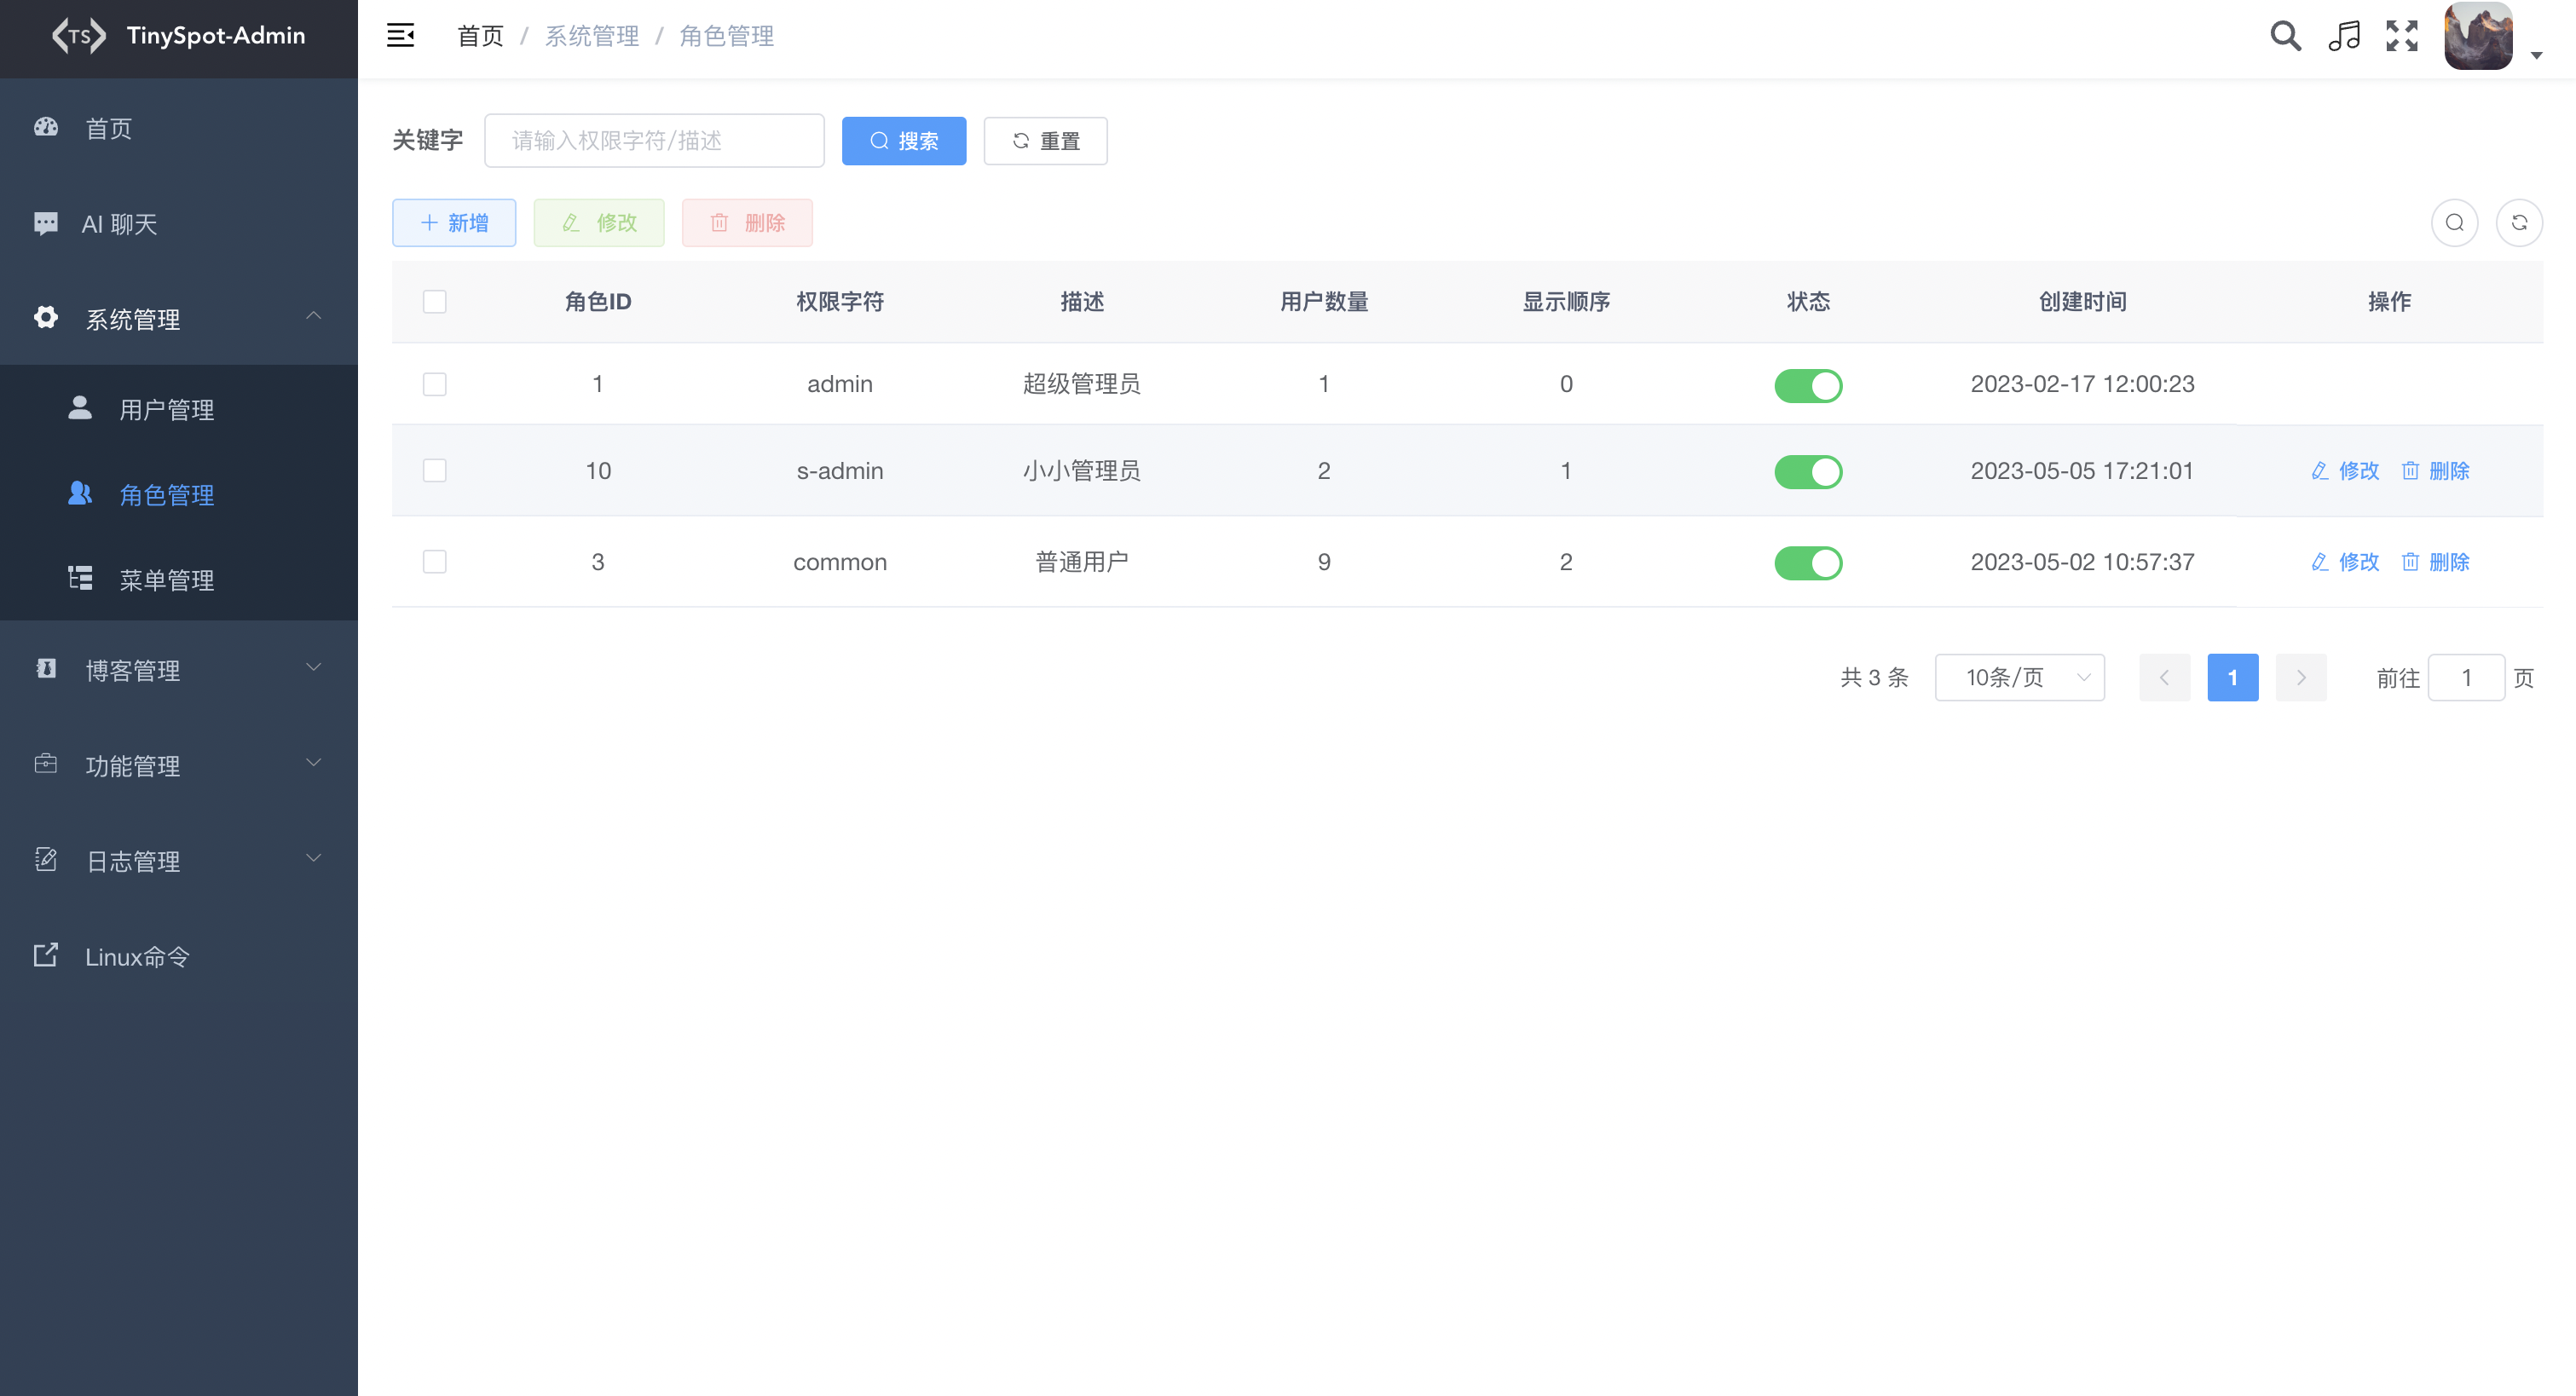 TS TinySpot-Admin
首页 / 系统管理 / 角色管理
首页
AI 聊天
系统管理
用户管理
角色管理
菜单管理
博客管理
功能管理
日志管理
Linux命令
关键字 请输入权限字符/描述 搜索 重置
新增 修改 删除
角色ID 权限字符 描述 用户数量 显示顺序 状态 创建时间 操作
1 admin 超级管理员 1 0 2023-02-17 12:00:23
10 s-admin 小小管理员 2 1 2023-05-05 17:21:01 修改 删除
3 common 普通用户 9 2 2023-05-02 10:57:37 修改 删除
共 3 条 10条/页 1 前往 1 页